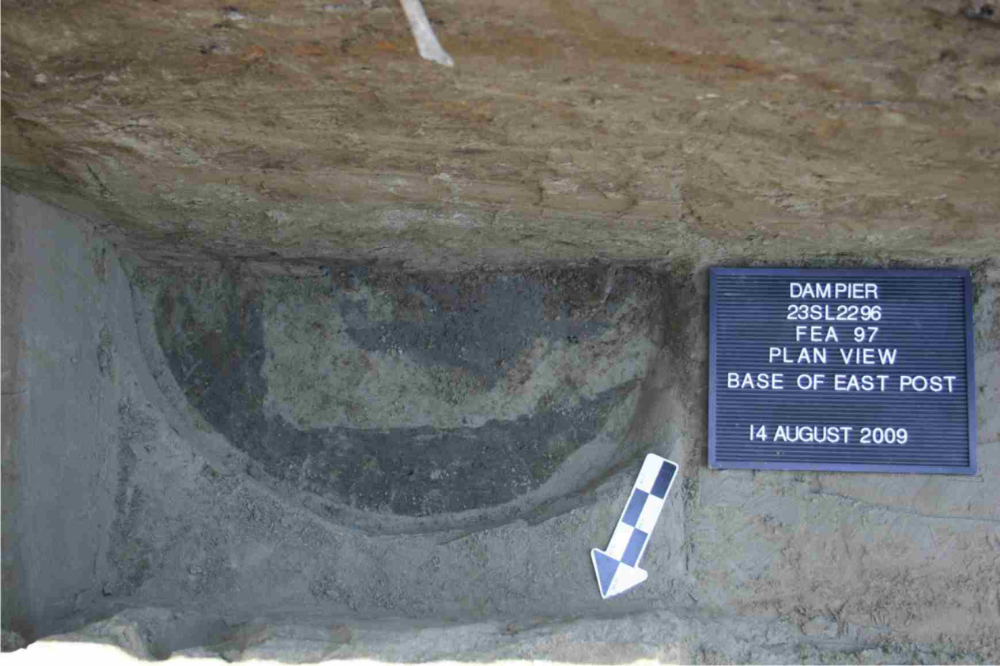 DAMPIER
23SL2296
FEA 97
PLAN VIEW
BASE OF EAST POST
14 AUGUST 2009